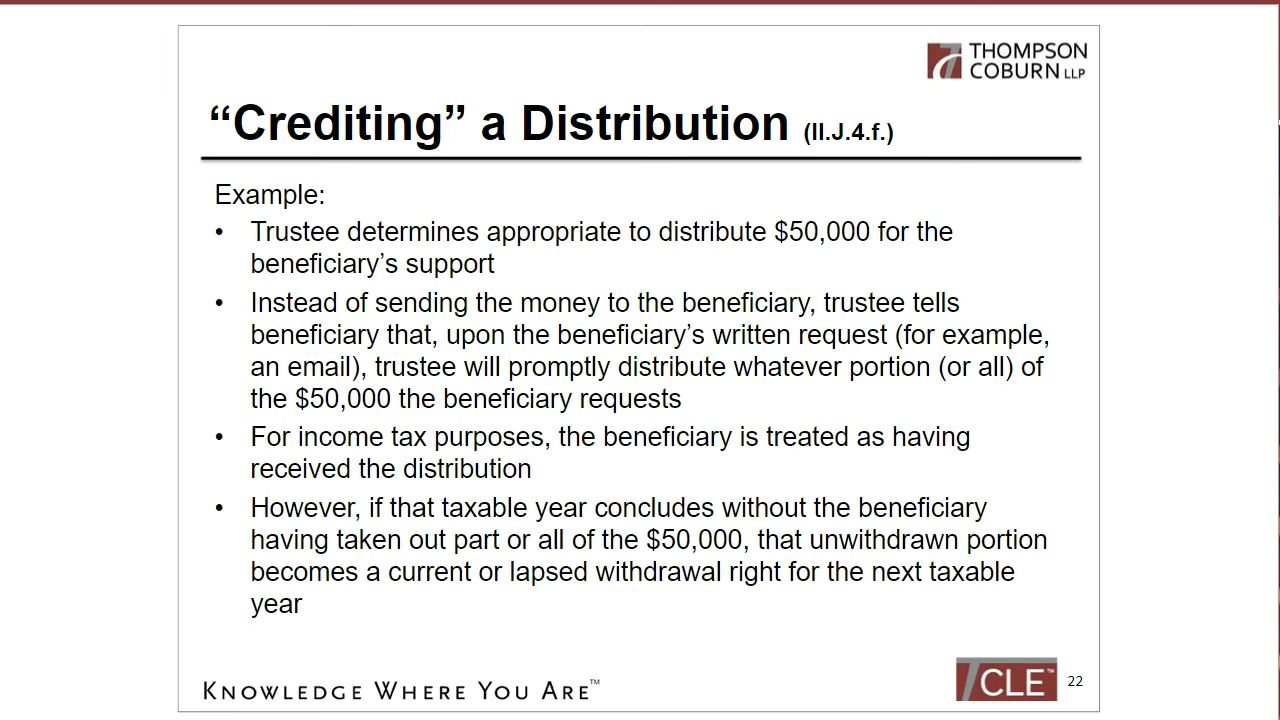 THOMPSON
COBURN LLP
“Crediting” a Distribution (II.J.4.f.)
Example:
• Trustee determines appropriate to distribute $50,000 for the
beneficiary’s support
• Instead of sending the money to the beneficiary, trustee tells
beneficiary that, upon the beneficiary’s written request (for example,
an email), trustee will promptly distribute whatever portion (or all) of
the $50,000 the beneficiary requests
• For income tax purposes, the beneficiary is treated as having
received the distribution
• However, if that taxable year concludes without the beneficiary
having taken out part or all of the $50,000, that unwithdrawn portion
becomes a current or lapsed withdrawal right for the next taxable
year
KNOWLEDGE WHERE YOU ARE™
CLE™
22